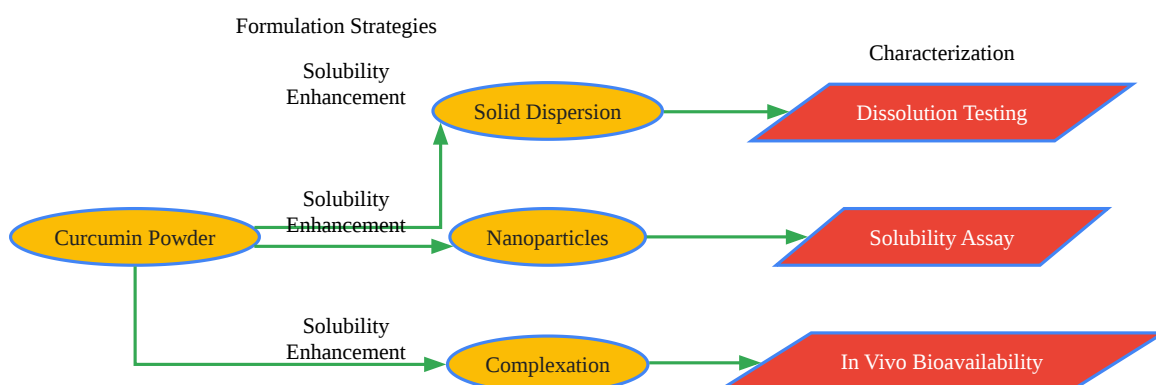 Formulation Strategies
Characterization
Solubility
Enhancement
Solid Dispersion
Dissolution Testing
Solubility
Enhancement
Curcumin Powder
Nanoparticles
Solubility Assay
Solubility
Enhancement
Complexation
In Vivo Bioavailability